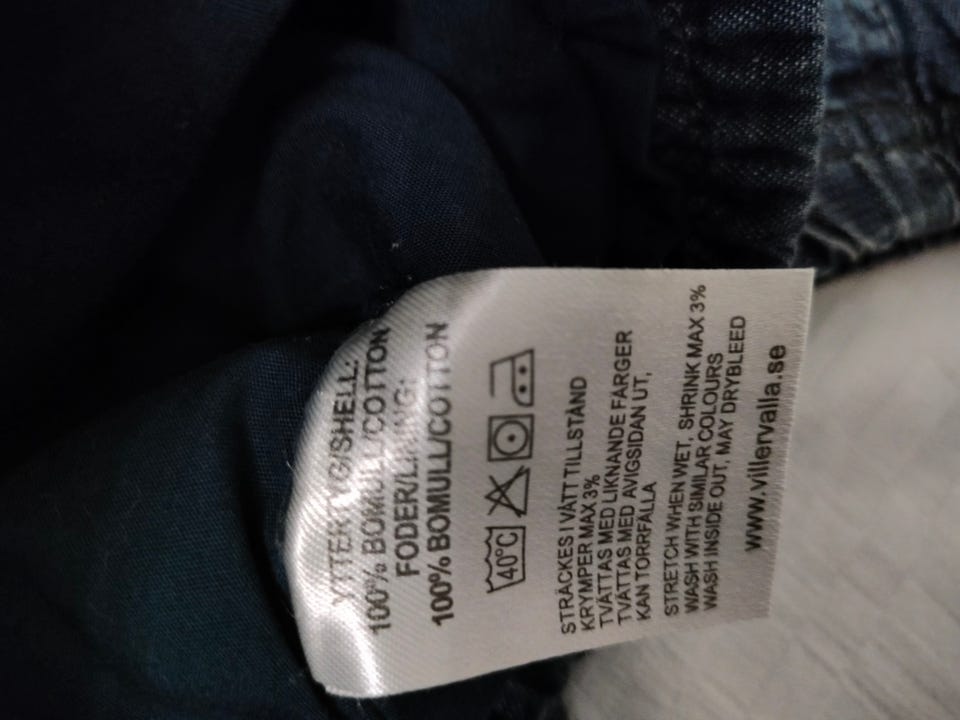 YTTERTYG/SHELL:
100% BOMULL/COTTON
FODER/LINING:
100% BOMULL/COTTON
40°C
STRÄCKES I VÅTT TILLSTÅND
KRYMPER MAX 3%
TVÄTTAS MED LIKNANDE FÄRGER
TVÄTTAS MED AVIGSIDAN UT,
KAN TORRFÄLLA
STRETCH WHEN WET, SHRINK MAX 3%
WASH WITH SIMILAR COLOURS
WASH INSIDE OUT, MAY DRYBLEED
www.villervalla.se